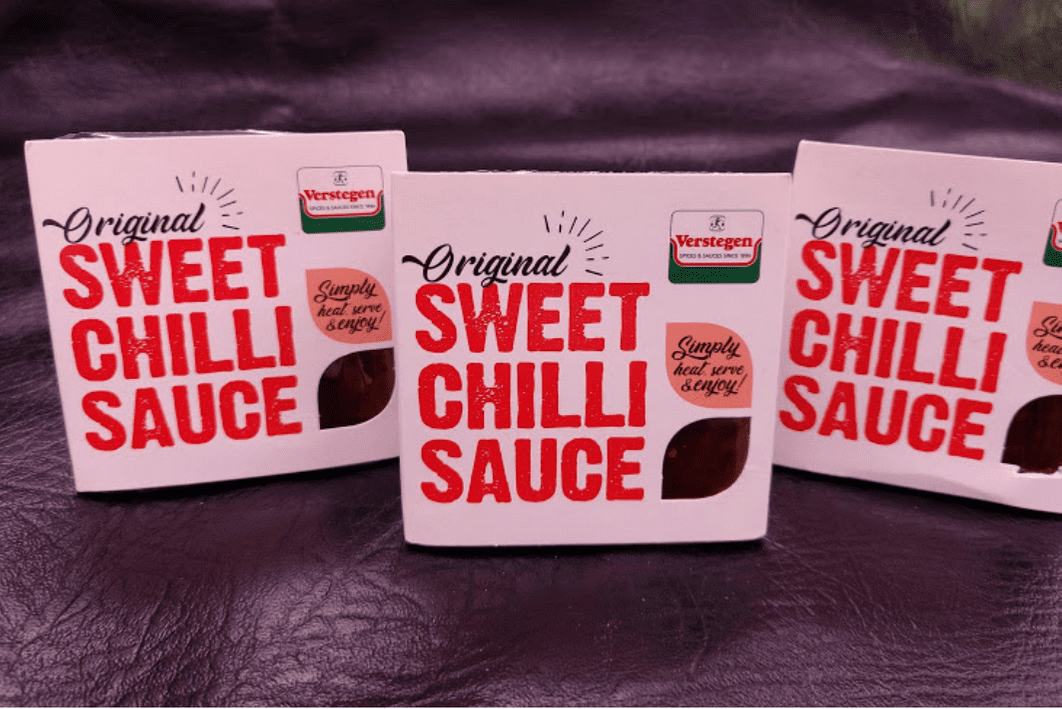 Original
SWEET
CHILLI
SAUCE
Verstegen
SPICES & SAUCES SINCE 1886
Simply
heat, serve
& enjoy!
Original
SWEET
CHILLI
SAUCE
Verstegen
SPICES & SAUCES SINCE 1886
Simply
heat, serve
& enjoy!
Original
SWEET
CHILLI
SAUCE